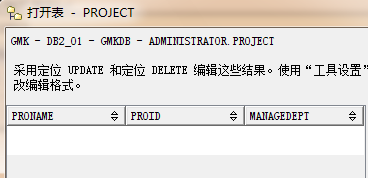 打开表 - PROJECT
GMK - DB2_01 - GMKDB - ADMINISTRATOR.PROJECT
采用定位 UPDATE 和定位 DELETE 编辑这些结果。使用“工具设置”
改编辑格式。
PRONAME PROID MANAGEDEPT